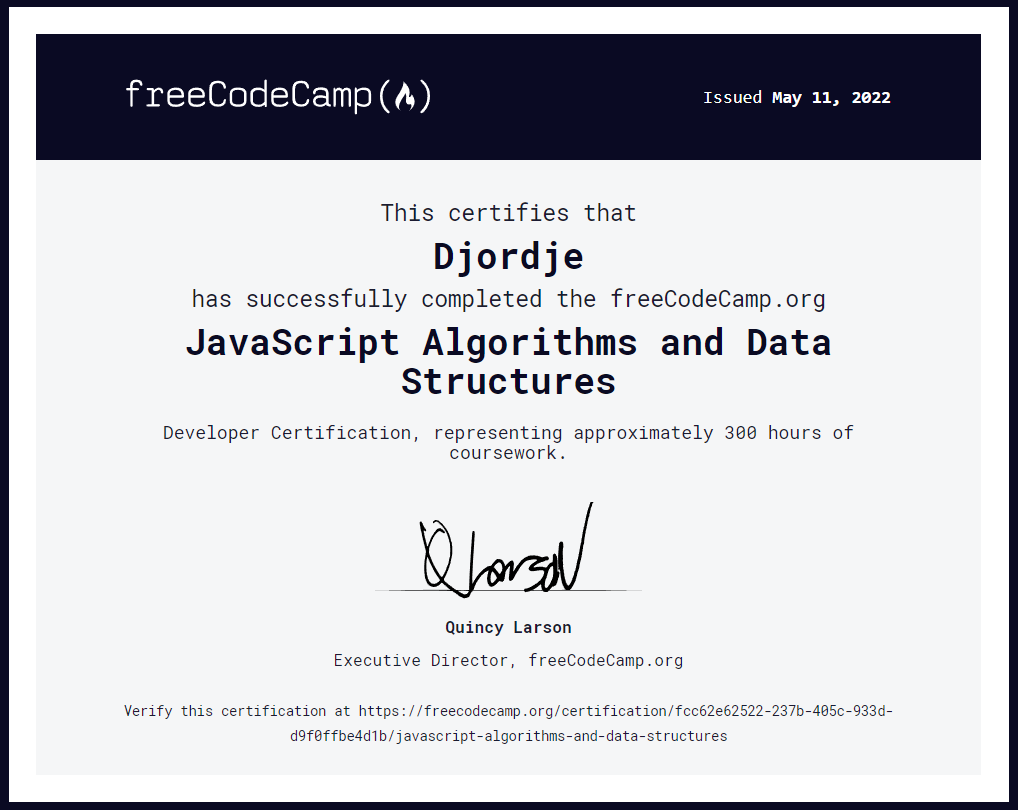 freeCodeCamp(🔥)
Issued May 11, 2022
This certifies that
Djordje
has successfully completed the freeCodeCamp.org
JavaScript Algorithms and Data
Structures
Developer Certification, representing approximately 300 hours of
coursework.
Q Larson
Quincy Larson
Executive Director, freeCodeCamp.org
Verify this certification at https://freecodecamp.org/certification/fcc62e62522-237b-405c-933d-
d9f0ffbe4d1b/javascript-algorithms-and-data-structures